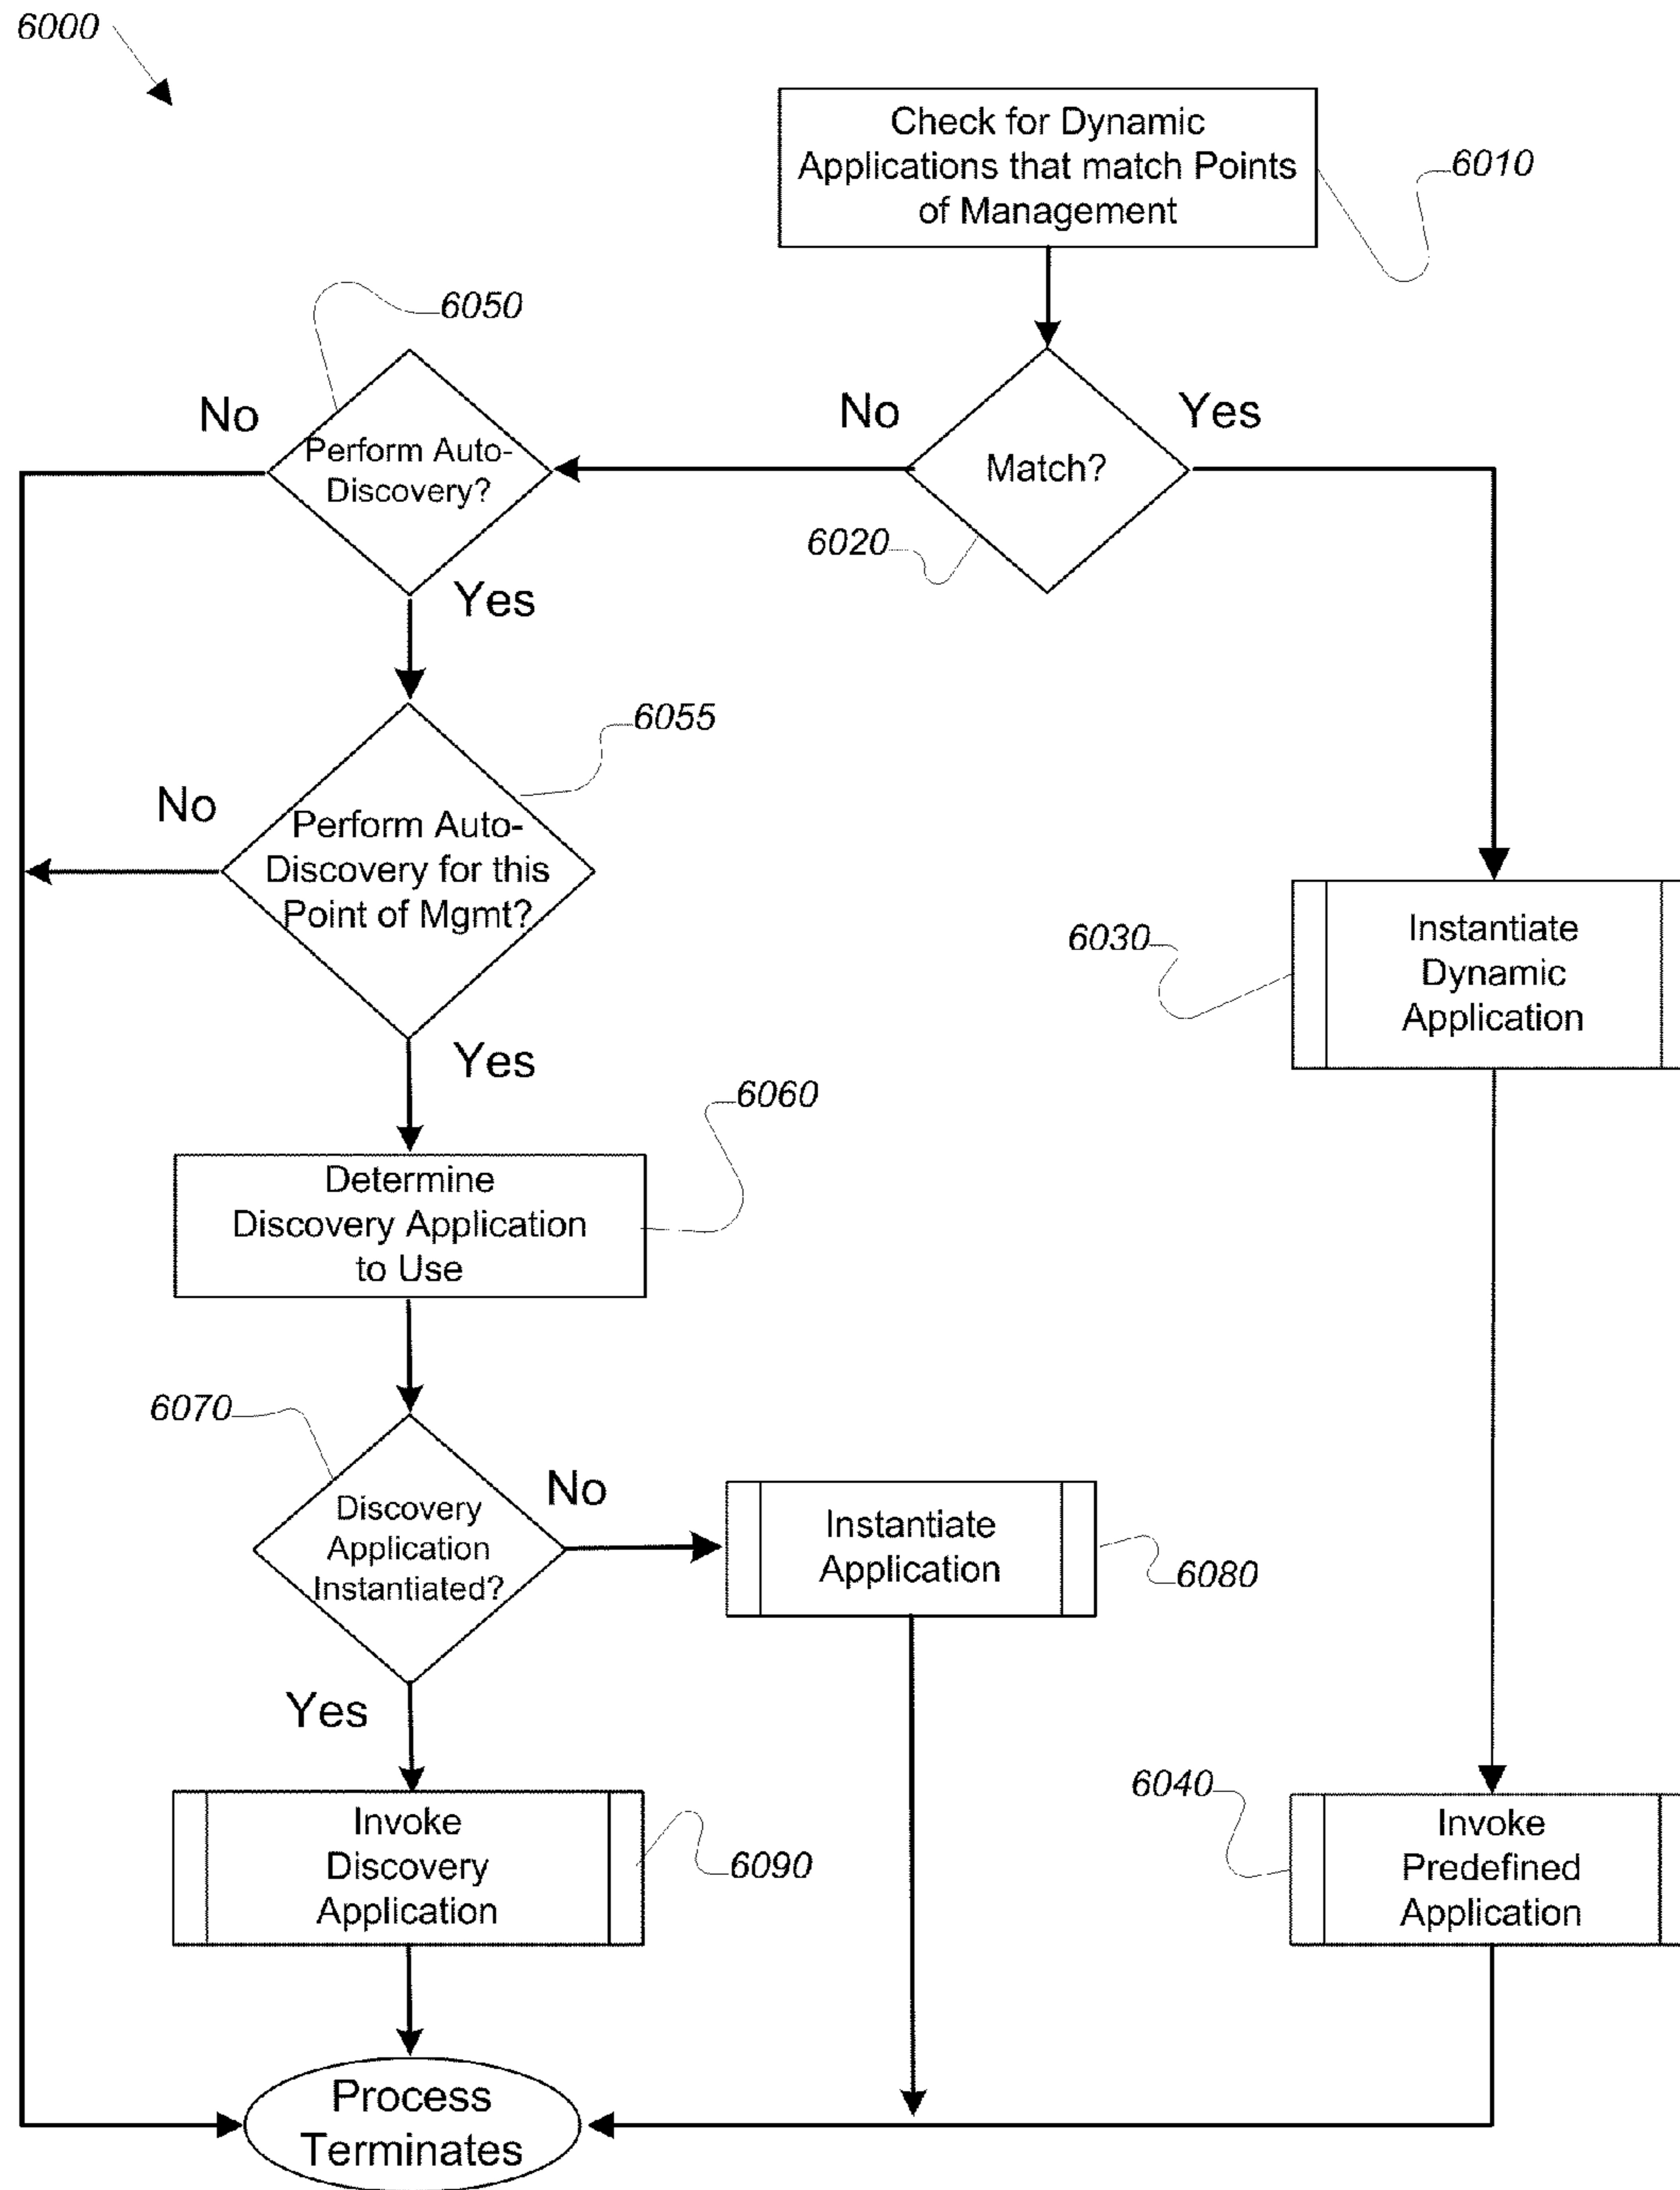 6000
Check for Dynamic
Applications that match Points
of Management
6010
6050
No
Perform Auto-
Discovery?
Yes
No
Yes
Match?
6020
6055
No
Perform Auto-
Discovery for this
Point of Mgmt?
Yes
6030
Instantiate
Dynamic
Application
6060
Determine
Discovery Application
to Use
6070
Discovery
Application
Instantiated?
No
Instantiate
Application
6080
Yes
Invoke
Discovery
Application
6090
6040
Invoke
Predefined
Application
Process
Terminates